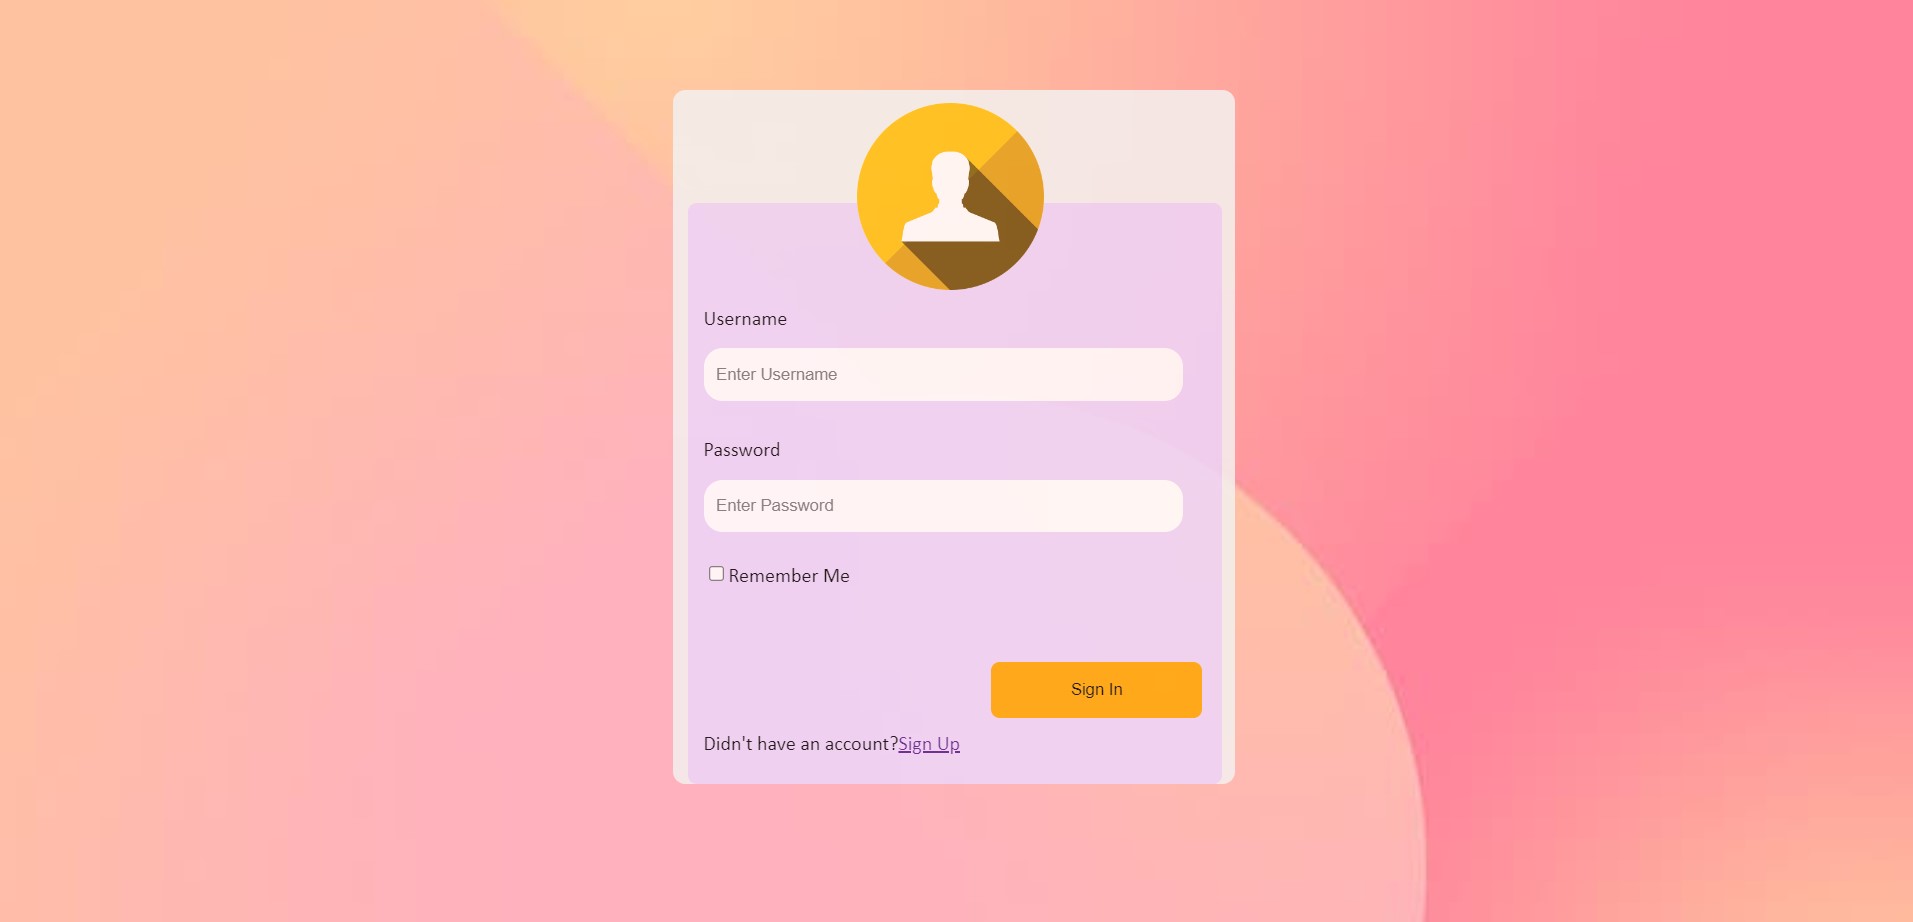 Username
Enter Username
Password
Enter Password
Remember Me
Sign In
Didn't have an account?Sign Up